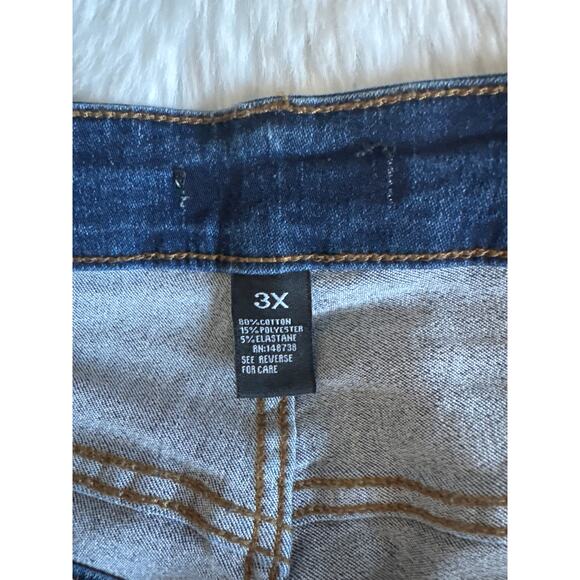 3X
80% COTTON
15% POLYESTER
5% ELASTANE
RN:148738
SEE REVERSE
FOR CARE